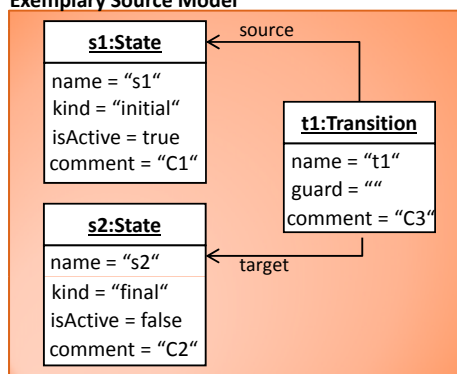 Exemplary Source Model
s1:State
name = “s1“
kind = “initial“
isActive = true
comment = “C1“
source
t1:Transition
name = “t1“
guard = ““
comment = “C3“
s2:State
name = “s2“
kind = “final“
isActive = false
comment = “C2“
target